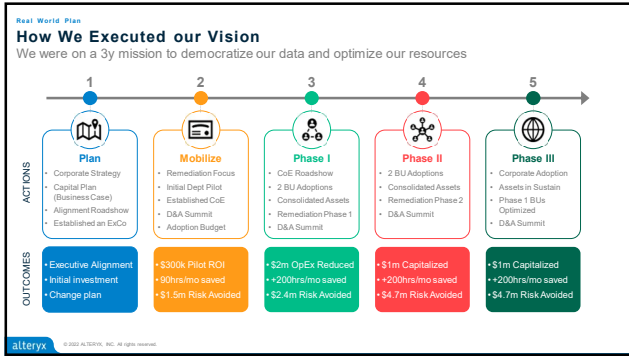 Real World Plan
How We Executed our Vision
We were on a 3y mission to democratize our data and optimize our resources
1
2
3
4
5
ACTIONS
Plan
• Corporate Strategy
• Capital Plan
(Business Case)
• Alignment Roadshow
• Established an ExCo
Mobilize
• Remediation Focus
• Initial Dept Pilot
• Established CoE
• D&A Summit
• Adoption Budget
Phase I
• CoE Roadshow
• 2 BU Adoptions
• Consolidated Assets
• Remediation Phase 1
• D&A Summit
Phase II
• 2 BU Adoptions
• Consolidated Assets
• Remediation Phase 2
• D&A Summit
Phase III
• Corporate Adoption
• Assets in Sustain
• Phase 1 BUs
Optimized
• D&A Summit
OUTCOMES
• Executive Alignment
• Initial investment
• Change plan
• $300k Pilot ROI
• 90hrs/mo saved
• $1.5m Risk Avoided
• $2m OpEx Reduced
• +200hrs/mo saved
• $2.4m Risk Avoided
• $1m Capitalized
• +200hrs/mo saved
• $4.7m Risk Avoided
• $1m Capitalized
• +200hrs/mo saved
• $4.7m Risk Avoided
alteryx
© 2022 ALTERYX, INC. All rights reserved.